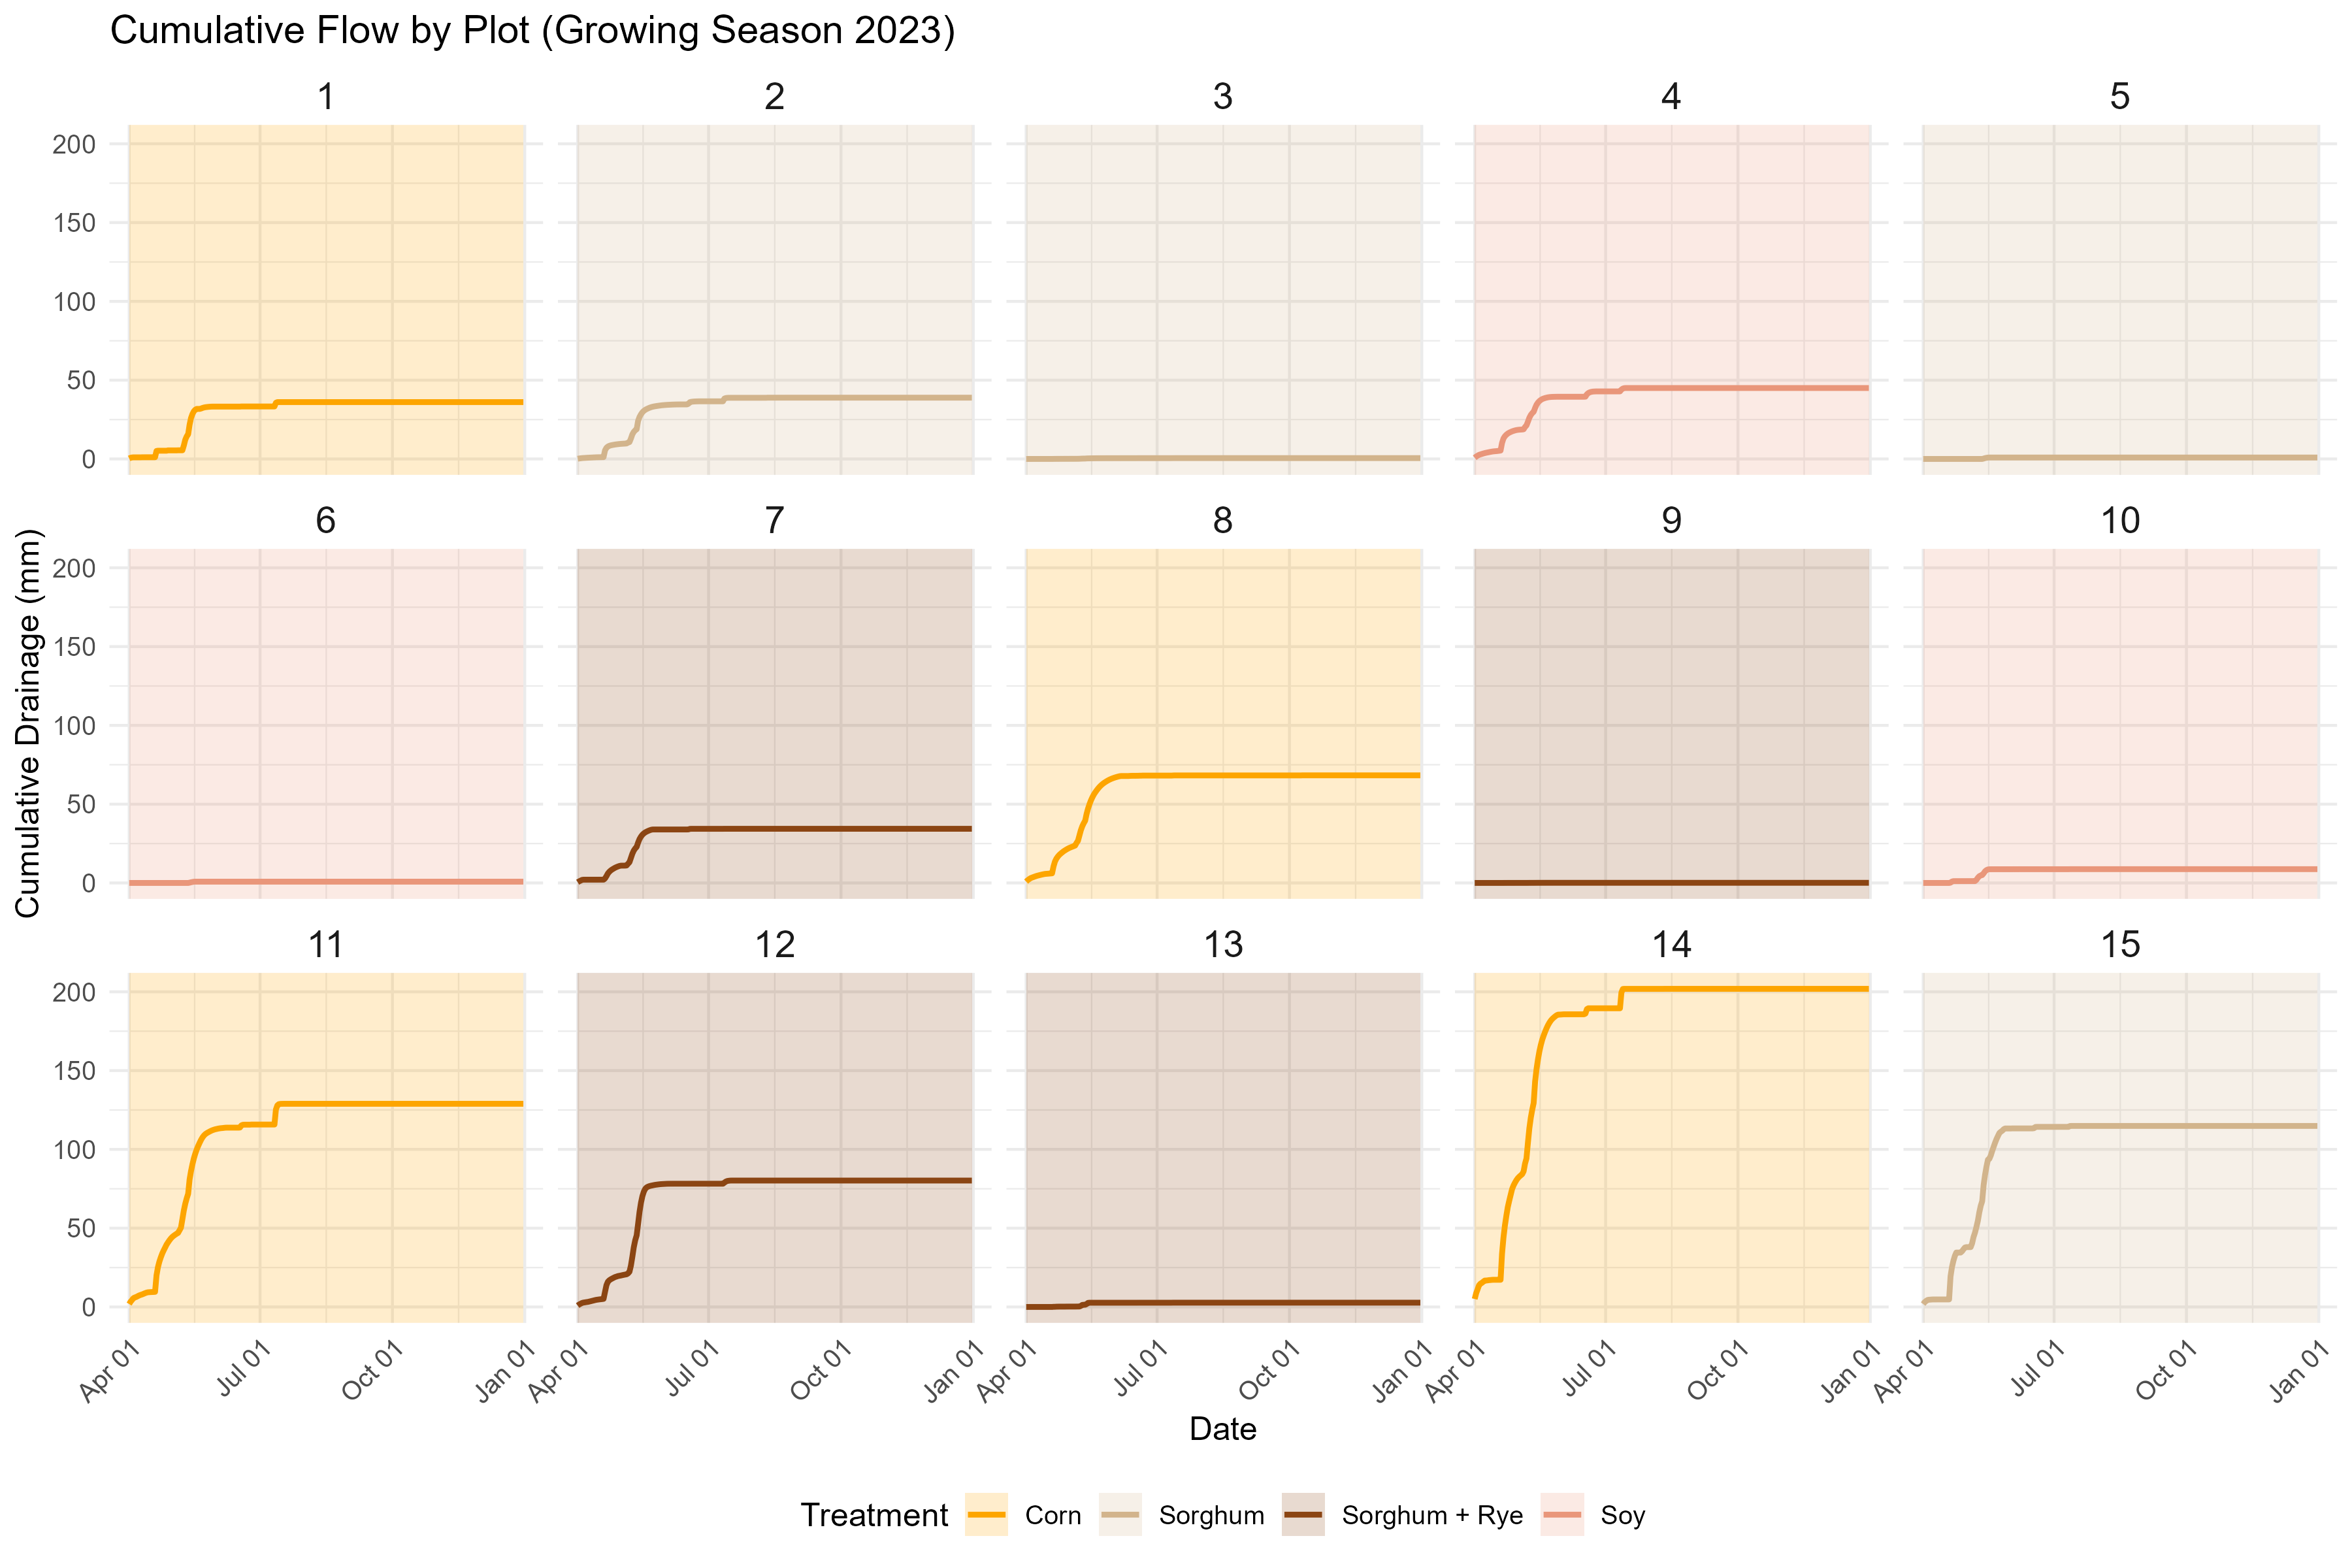 Cumulative Flow by Plot (Growing Season 2023)
1 2 3 4 5
200
150
100
50
0
6 7 8 9 10
200
150
100
50
0
11 12 13 14 15
200
150
100
50
0
Cumulative Drainage (mm)
Apr 01 Jul 01 Oct 01 Jan 01 Apr 01 Jul 01 Oct 01 Jan 01 Apr 01 Jul 01 Oct 01 Jan 01 Apr 01 Jul 01 Oct 01 Jan 01 Apr 01 Jul 01 Oct 01 Jan 01
Date
Treatment Corn Sorghum Sorghum + Rye Soy